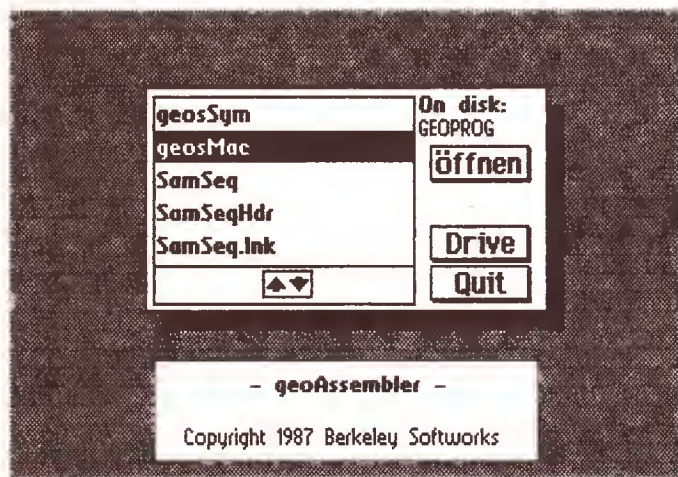 geosSym
geosMac
SamSeq
SamSeqHdr
SamSeq.lnk
On disk:
GEOPROG
Öffnen
Drive
Quit
- geoAssembler -
Copyright 1987 Berkeley Softworks